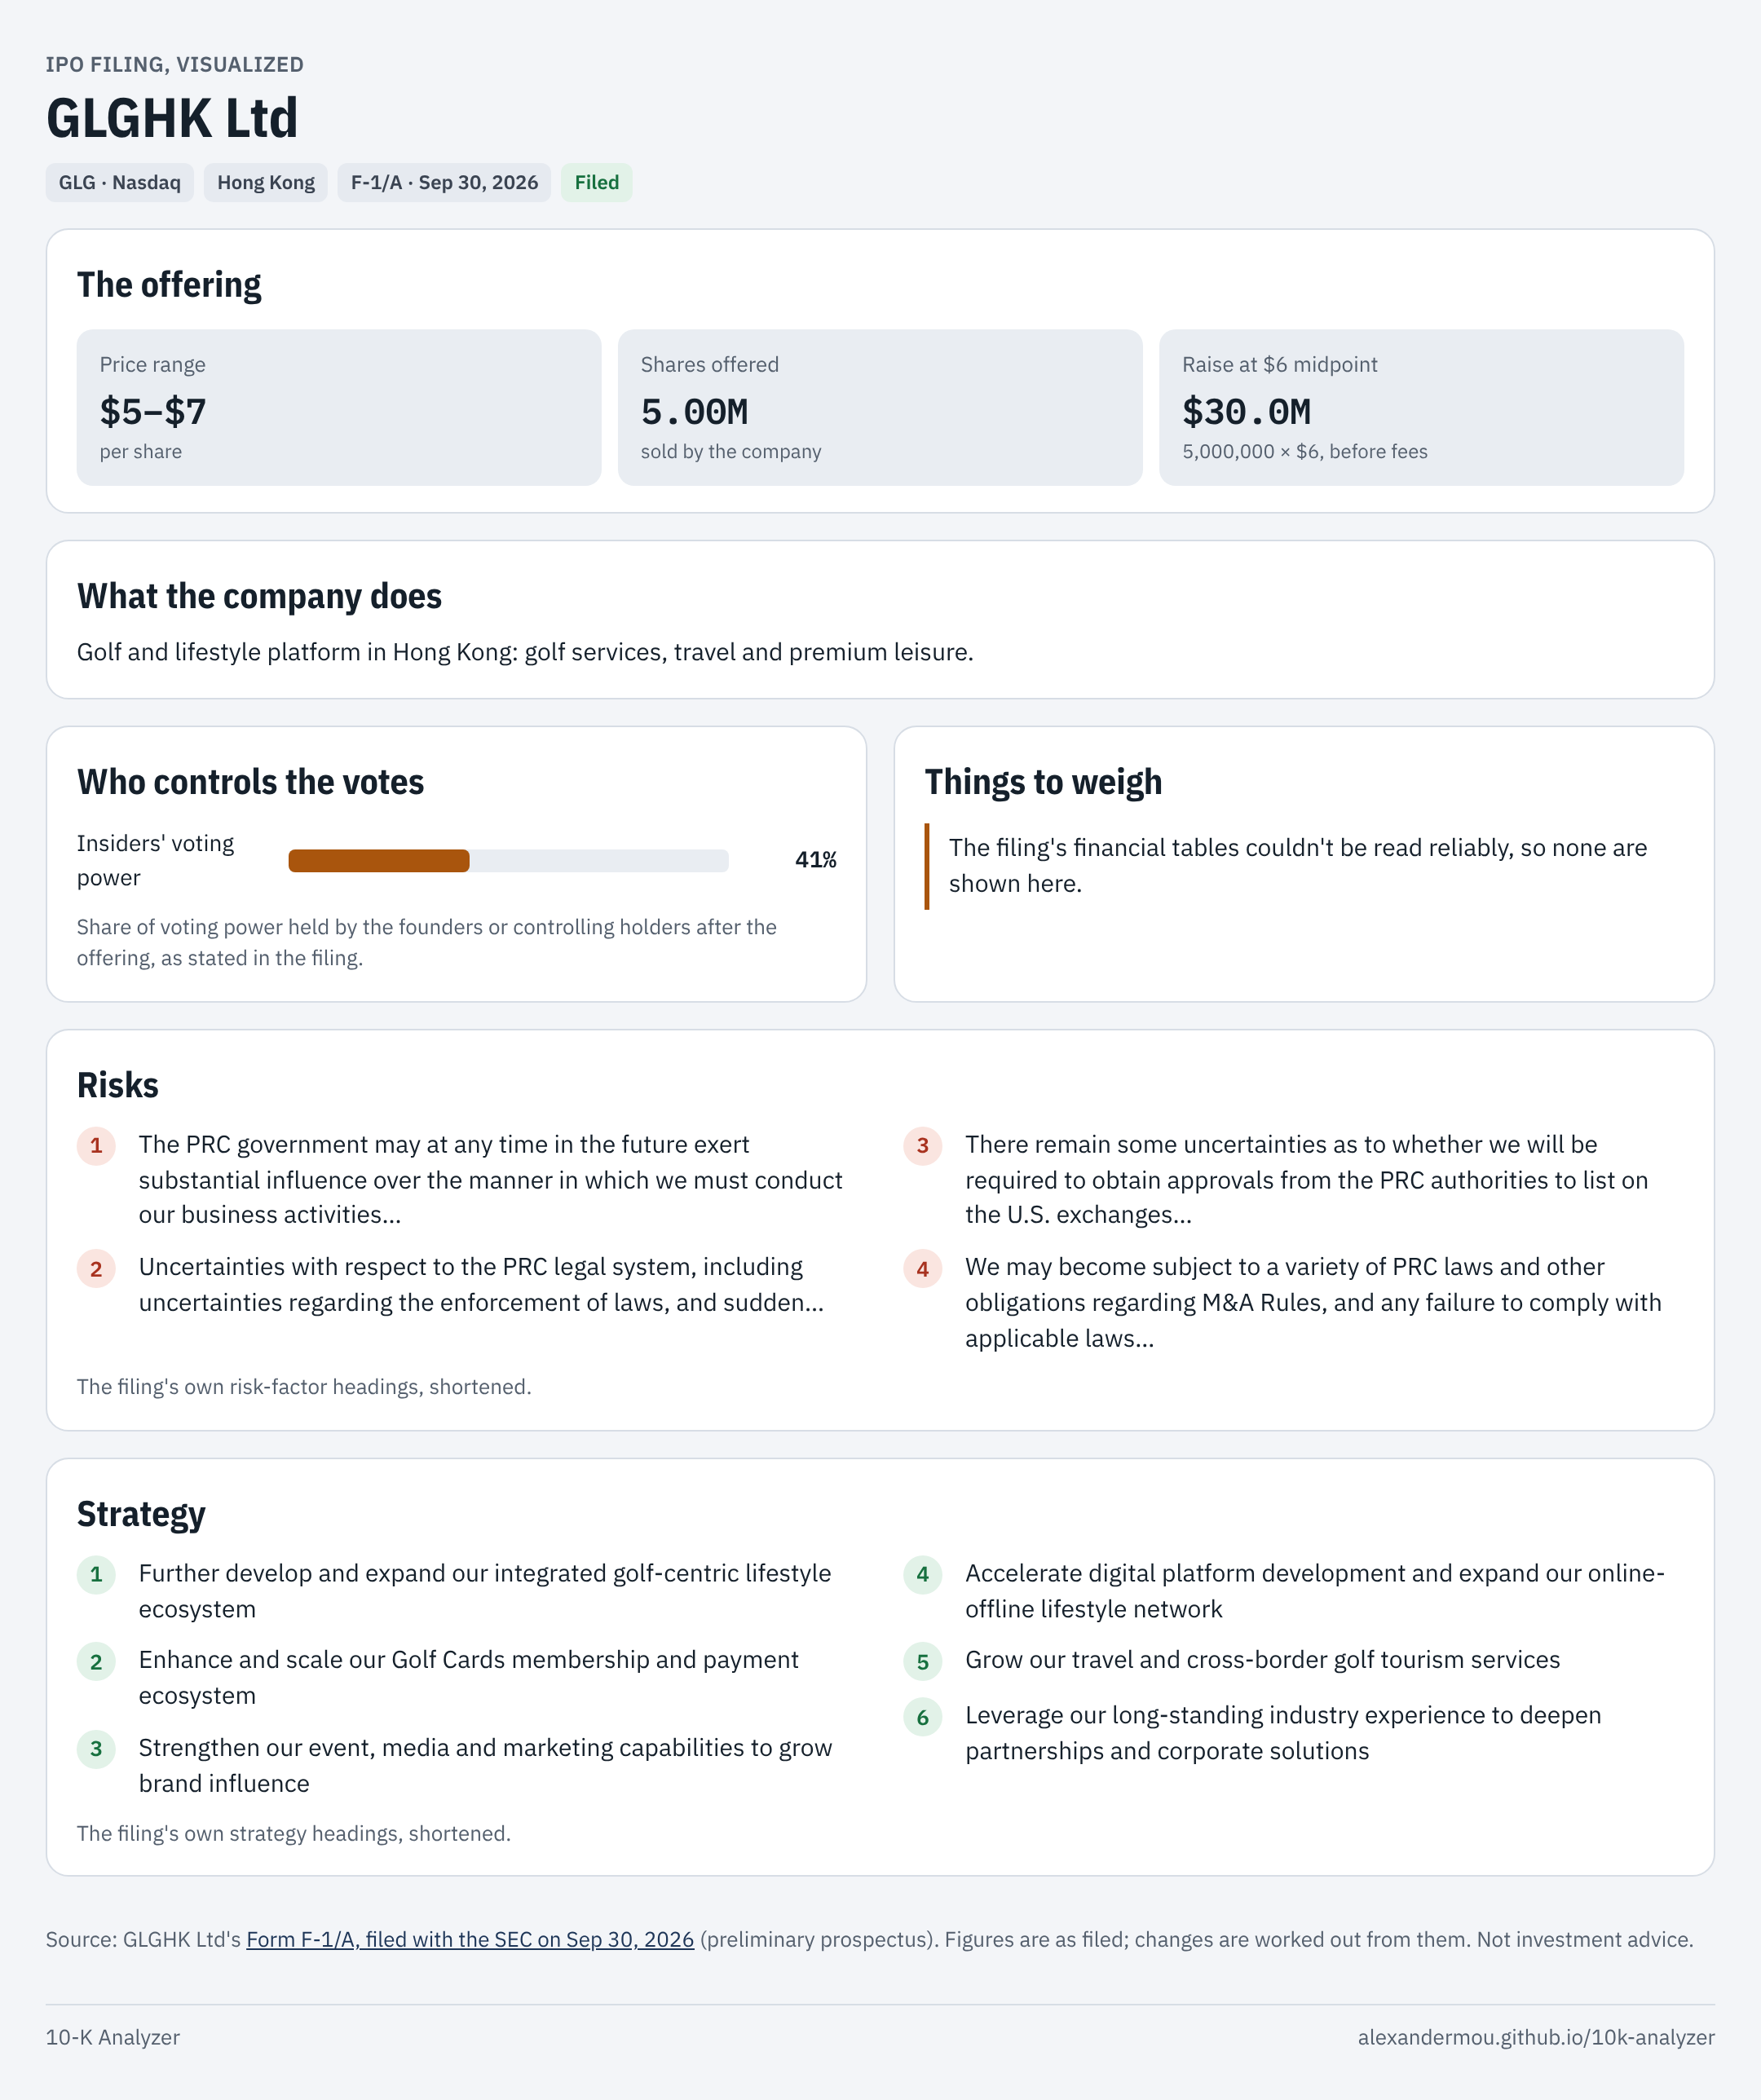 IPO FILING, VISUALIZED
GLGHK Ltd
GLG · Nasdaq
Hong Kong
F-1/A · Sep 30, 2026
Filed
The offering
Price range
$5–$7
per share
Shares offered
5.00M
sold by the company
Raise at $6 midpoint
$30.0M
5,000,000 × $6, before fees
What the company does
Golf and lifestyle platform in Hong Kong: golf services, travel and premium leisure.
Who controls the votes
Insiders' voting
power
41%
Share of voting power held by the founders or controlling holders after the
offering, as stated in the filing.
Things to weigh
The filing's financial tables couldn't be read reliably, so none are
shown here.
Risks
1 The PRC government may at any time in the future exert
substantial influence over the manner in which we must conduct
our business activities...
2 Uncertainties with respect to the PRC legal system, including
uncertainties regarding the enforcement of laws, and sudden...
3 There remain some uncertainties as to whether we will be
required to obtain approvals from the PRC authorities to list on
the U.S. exchanges...
4 We may become subject to a variety of PRC laws and other
obligations regarding M&A Rules, and any failure to comply with
applicable laws...
The filing's own risk-factor headings, shortened.
Strategy
1 Further develop and expand our integrated golf-centric lifestyle
ecosystem
2 Enhance and scale our Golf Cards membership and payment
ecosystem
3 Strengthen our event, media and marketing capabilities to grow
brand influence
4 Accelerate digital platform development and expand our online-
offline lifestyle network
5 Grow our travel and cross-border golf tourism services
6 Leverage our long-standing industry experience to deepen
partnerships and corporate solutions
The filing's own strategy headings, shortened.
Source: GLGHK Ltd's Form F-1/A, filed with the SEC on Sep 30, 2026 (preliminary prospectus). Figures are as filed; changes are worked out from them. Not investment advice.
10-K Analyzer
alexandermou.github.io/10k-analyzer